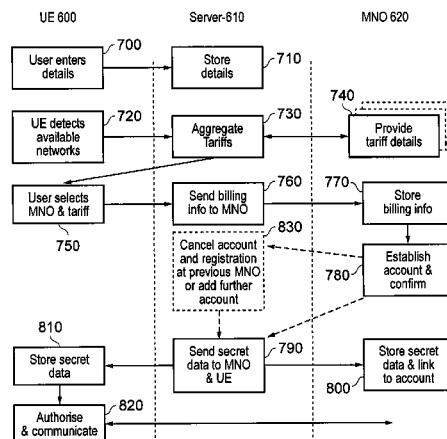 UE 600
Server-610
MNO 620
700
User enters
details
710
Store
details
720
UE detects
available
networks
730
Aggregate
Tariffs
740
Provide
tariff details
750
User selects
MNO & tariff
760
Send billing
info to MNO
770
Store
billing info
830
Cancel account
and registration
at previous MNO
or add further
account
780
Establish
account &
confirm
810
Store secret
data
790
Send secret
data to MNO
& UE
800
Store secret
data & link
to account
820
Authorise &
communicate